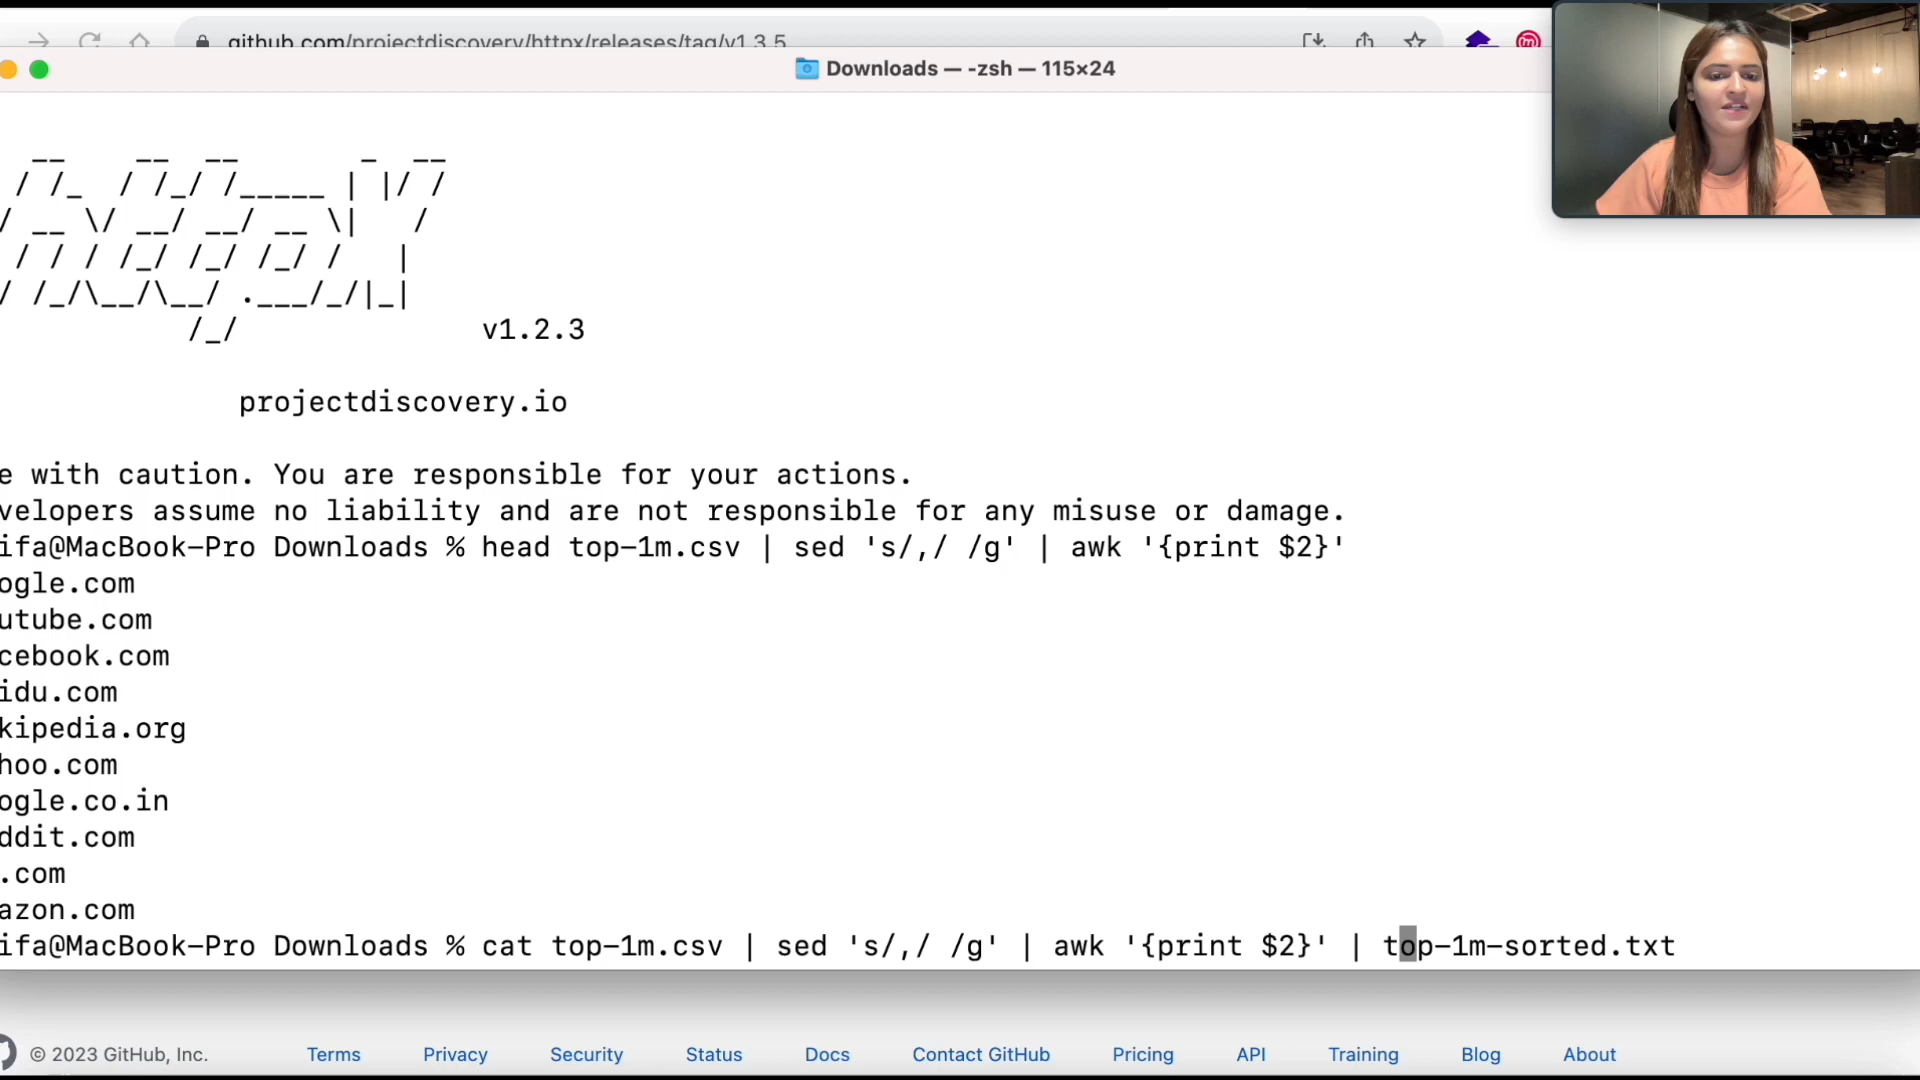 github.com/projectdiscovery/httpx/releases/tag/v1.3.5
Downloads — -zsh — 115×24
v1.2.3
projectdiscovery.io
e with caution. You are responsible for your actions.
velopers assume no liability and are not responsible for any misuse or damage.
ifa@MacBook-Pro Downloads % head top-1m.csv | sed 's/,/ /g' | awk '{print $2}'
ogle.com
utube.com
cebook.com
idu.com
kipedia.org
hoo.com
ogle.co.in
ddit.com
.com
azon.com
ifa@MacBook-Pro Downloads % cat top-1m.csv | sed 's/,/ /g' | awk '{print $2}' | top-1m-sorted.txt
© 2023 GitHub, Inc. Terms Privacy Security Status Docs Contact GitHub Pricing API Training Blog About